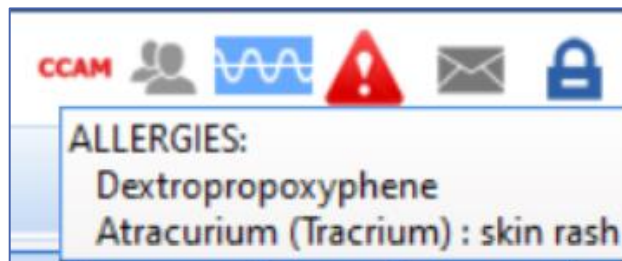 CCAM
ALLERGIES:
Dextropropoxyphene
Atracurium (Tracrium) : skin rash